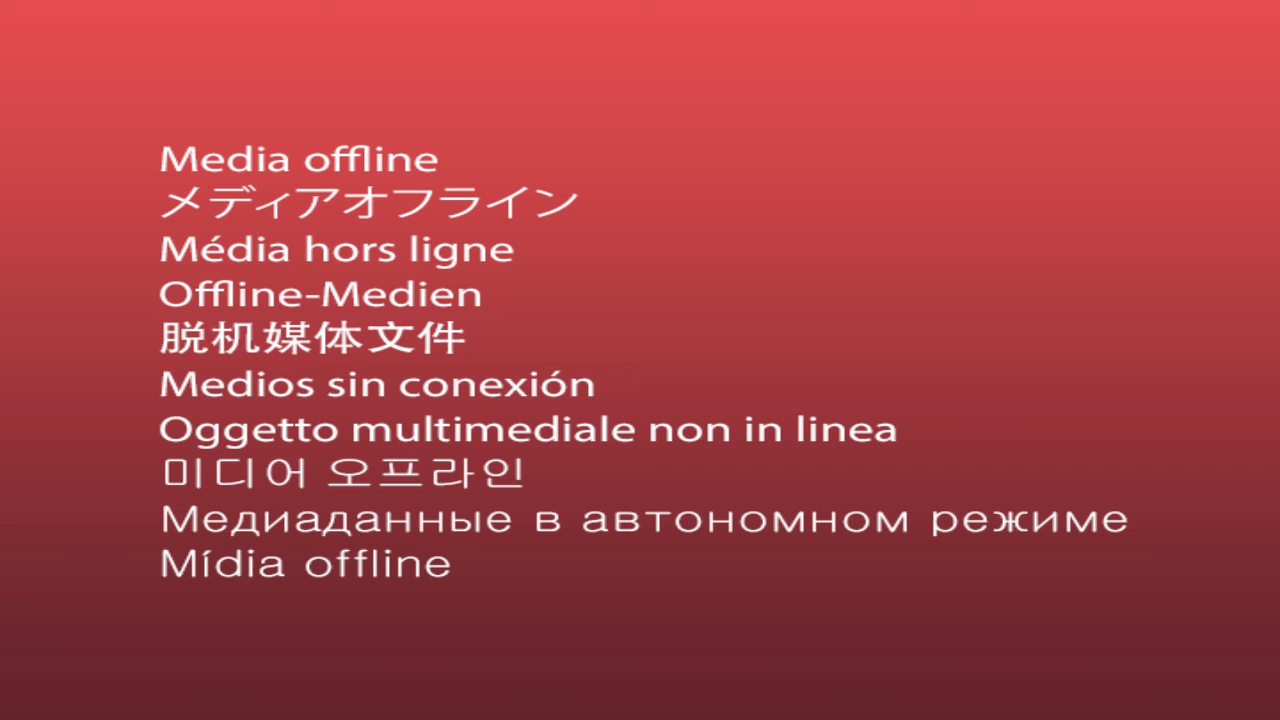 Media offline
メディアオフライン
Média hors ligne
Offline-Medien
脱机媒体文件
Medios sin conexión
Oggetto multimediale non in linea
미디어 오프라인
Медиаданные в автономном режиме
Mídia offline